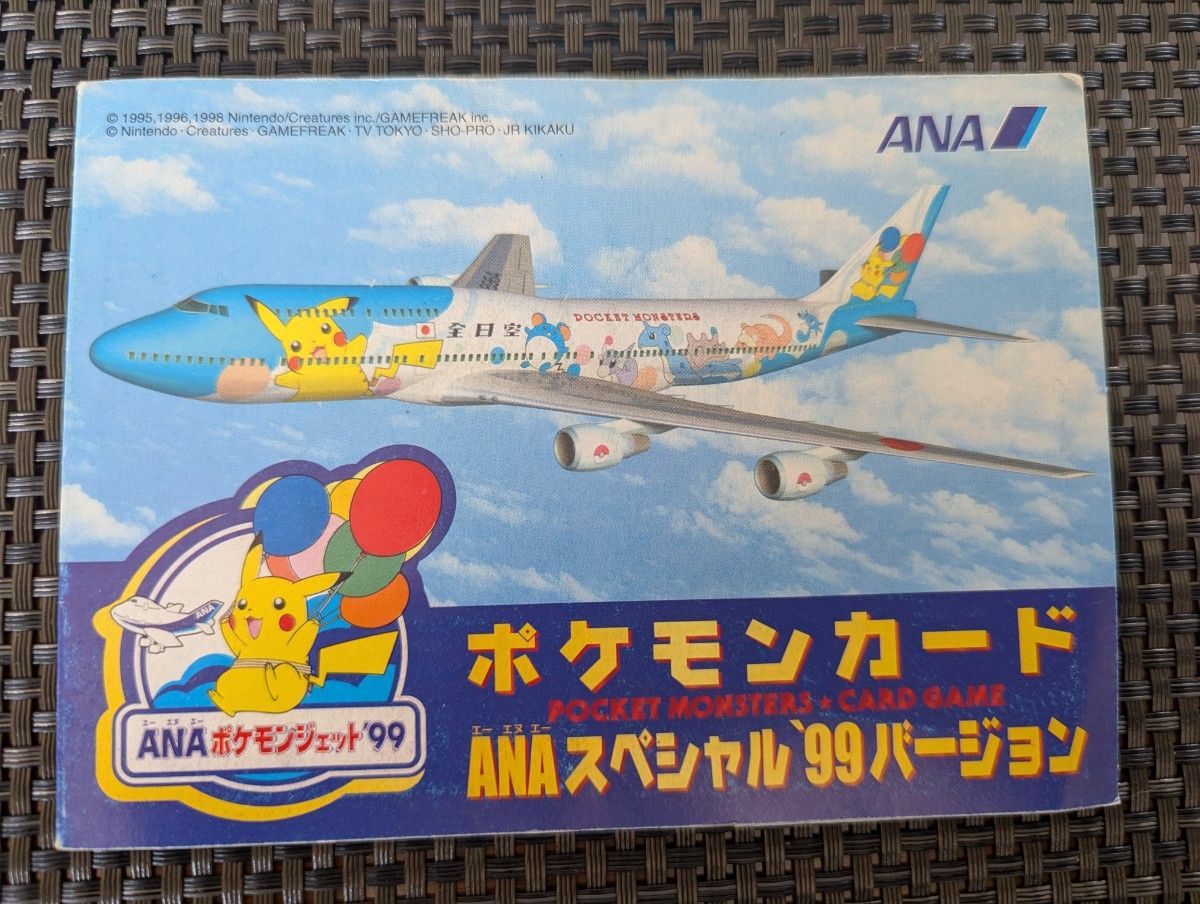 © 1995,1996,1998 Nintendo/Creatures inc./GAMEFREAK inc.
© Nintendo・Creatures・GAMEFREAK・TV TOKYO・SHO-PRO・JR KIKAKU
ANA
POCKET MONSTERS
全日空
ANA
エー エヌ エー
ANAポケモンジェット'99
ポケモンカード
POCKET MONSTERS★CARD GAME
エー エヌ エー
ANAスペシャル'99バージョン